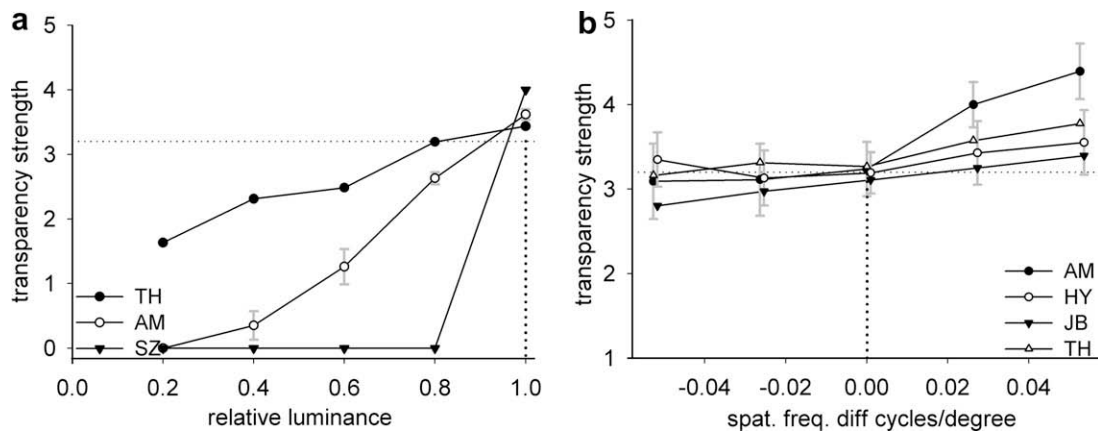 a
5
4
3
2
1
0
transparency strength
TH
AM
SZ
0.0 0.2 0.4 0.6 0.8 1.0
relative luminance
b
5
4
3
2
1
transparency strength
AM
HY
JB
TH
-0.04 -0.02 0.00 0.02 0.04
spat. freq. diff cycles/degree